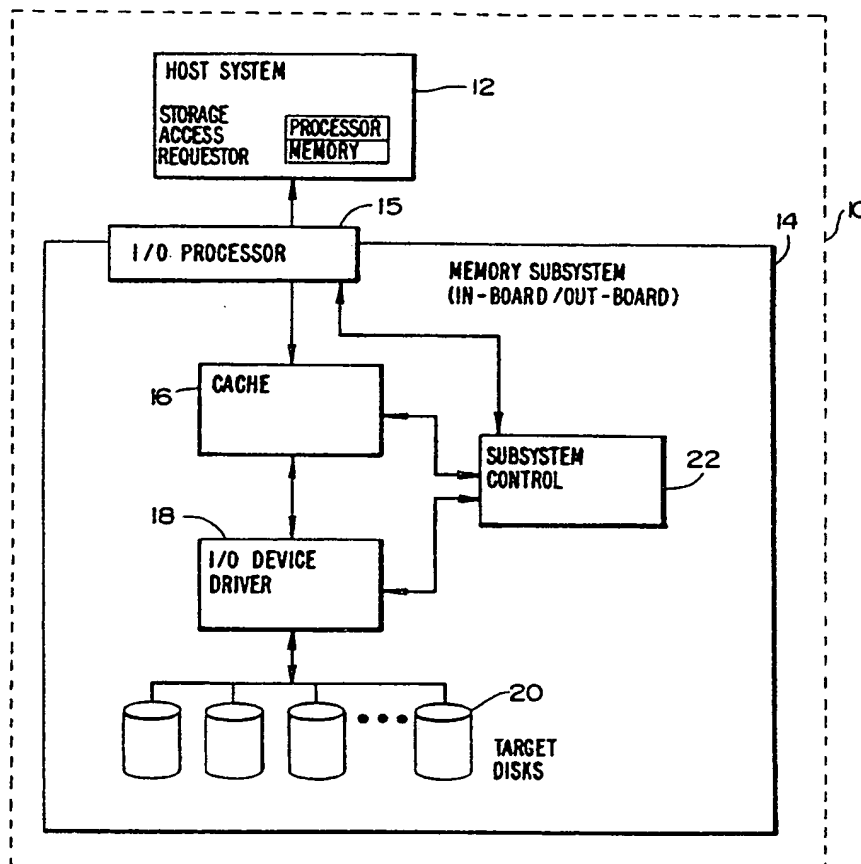 HOST SYSTEM
12
STORAGE
ACCESS
REQUESTOR
PROCESSOR
MEMORY
15
10
14
I/O PROCESSOR
MEMORY SUBSYSTEM
(IN-BOARD/OUT-BOARD)
16
CACHE
SUBSYSTEM
CONTROL
22
18
I/O DEVICE
DRIVER
20
TARGET
DISKS